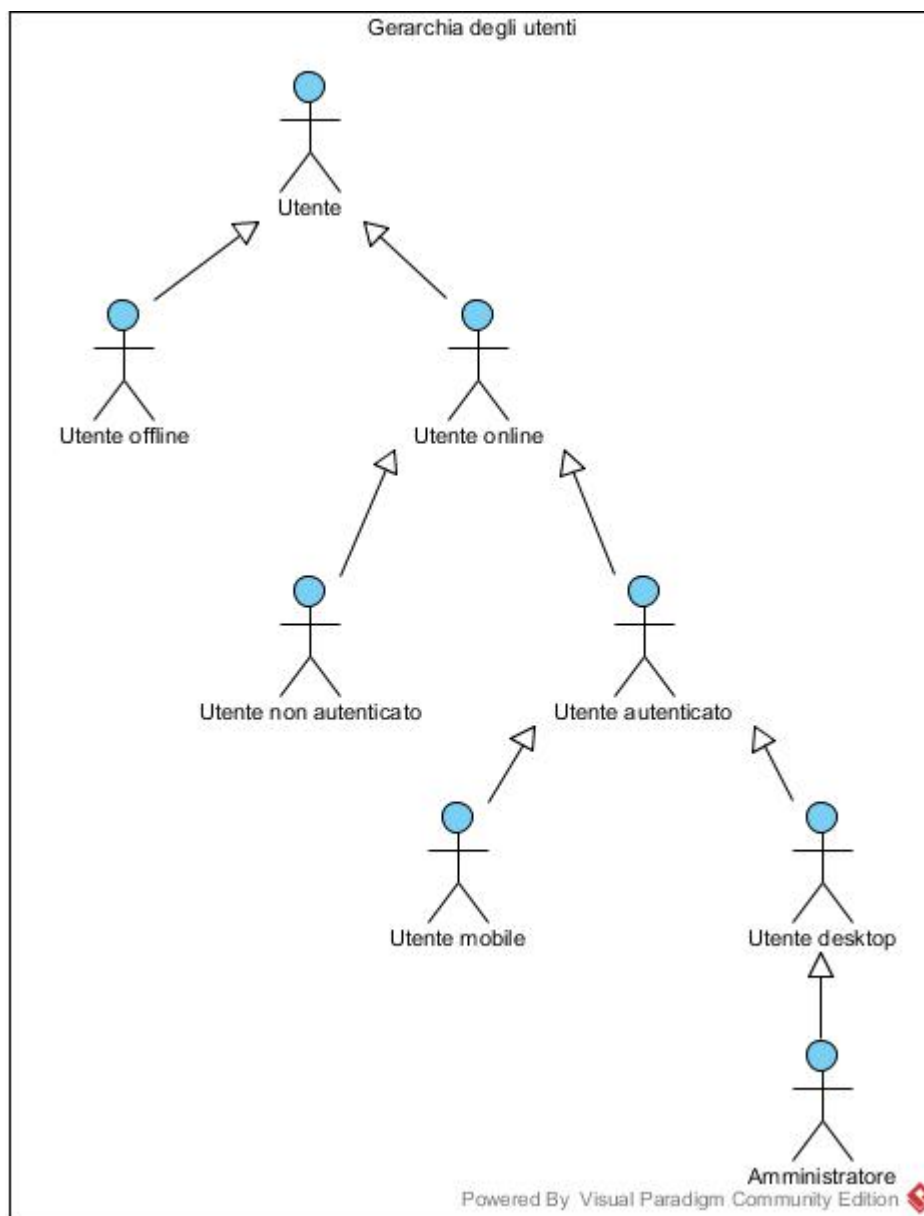 Gerarchia degli utenti
Utente
Utente offline
Utente online
Utente non autenticato
Utente autenticato
Utente mobile
Utente desktop
Amministratore
Powered By Visual Paradigm Community Edition